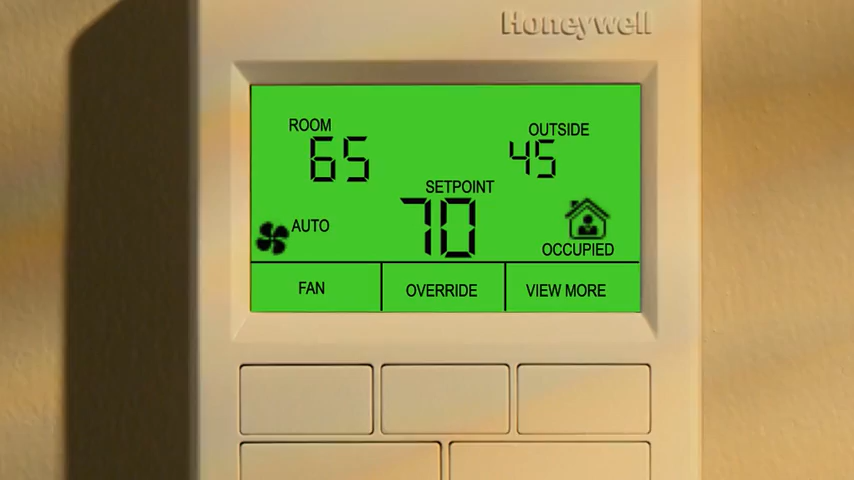 Honeywell
ROOM
65
OUTSIDE
45
SETPOINT
70
AUTO
OCCUPIED
FAN
OVERRIDE
VIEW MORE